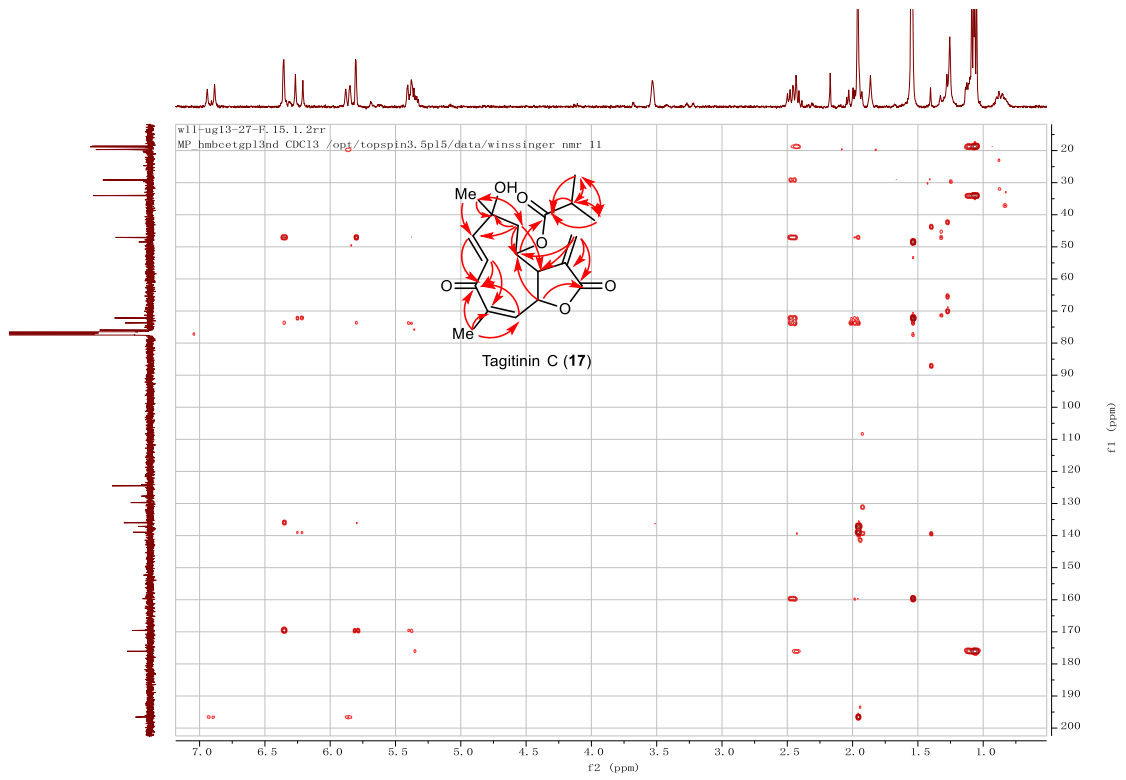 wll-ug13-27-F.15.1.2rr
MP_hmbcetgpl3nd CDCl3 /opt/topspin3.5pl5/data/winssinger nmr 11
Me
OH
O
O
O
O
O
Me
Tagitinin C (17)
20
30
40
50
60
70
80
90
100
110
120
130
140
150
160
170
180
190
200
f1 (ppm)
7.0 6.5 6.0 5.5 5.0 4.5 4.0 3.5 3.0 2.5 2.0 1.5 1.0
f2 (ppm)